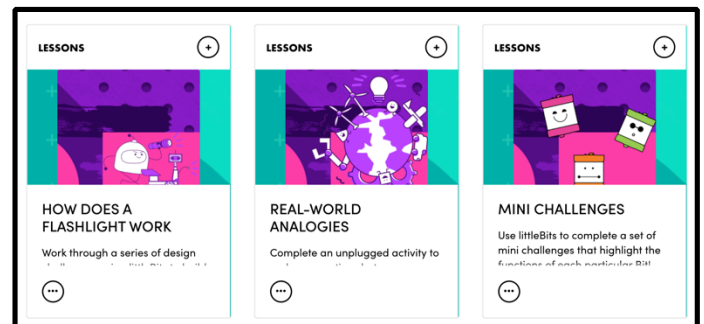 LESSONS
HOW DOES A
FLASHLIGHT WORK
Work through a series of design
LESSONS
REAL-WORLD
ANALOGIES
Complete an unplugged activity to
LESSONS
MINI CHALLENGES
Use littleBits to complete a set of
mini challenges that highlight the
functions of each particular Bit!